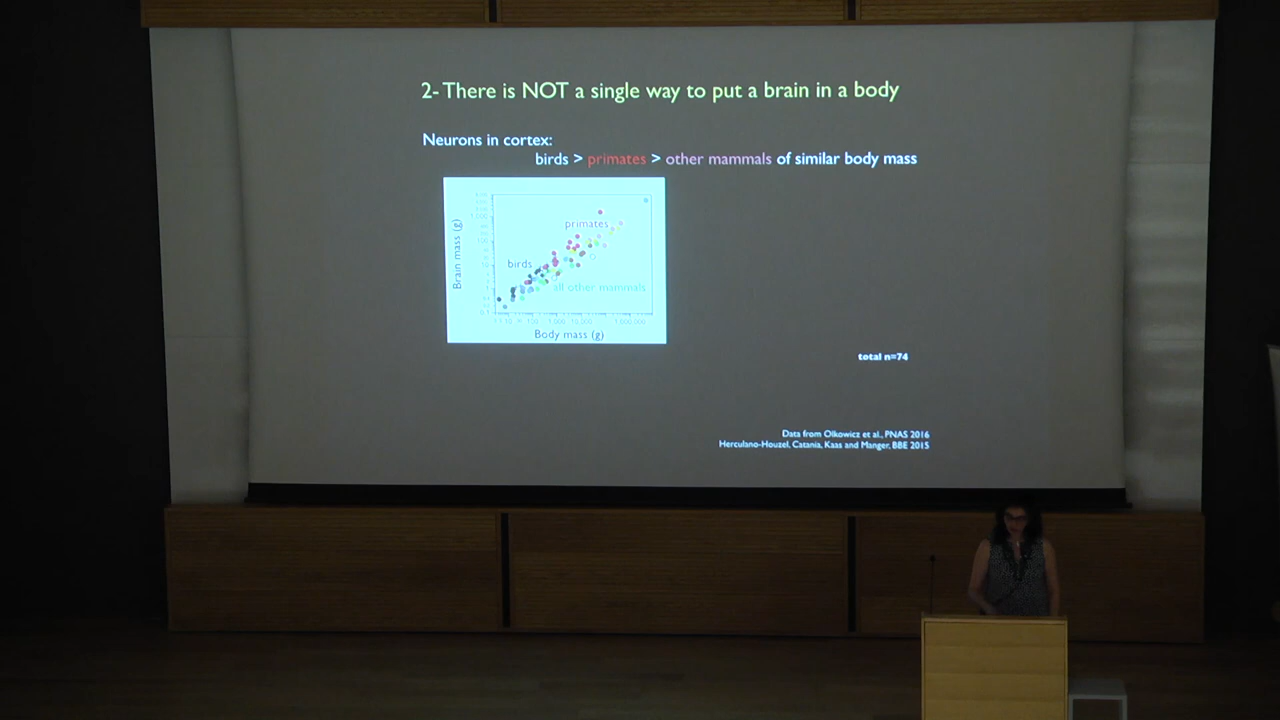 2- There is NOT a single way to put a brain in a body
Neurons in cortex:
birds > primates > other mammals of similar body mass
primates
birds
all other mammals
Brain mass (g)
Body mass (g)
total n=74
Data from Olkowicz et al., PNAS 2016
Herculano-Houzel, Catania, Kaas and Manger, BBE 2015